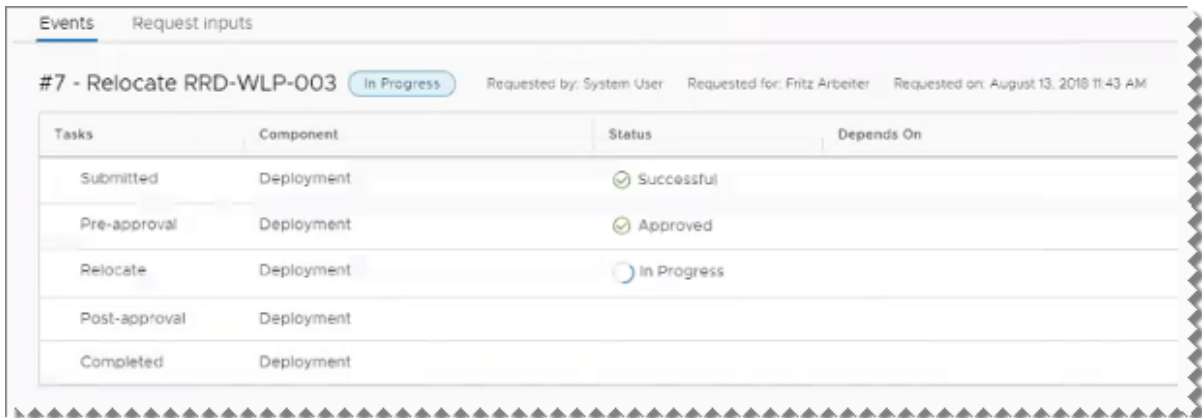 Events Request inputs
#7 - Relocate RRD-WLP-003 In Progress Requested by: System User Requested for: Fritz Arbeiter Requested on: August 13, 2018 11:43 AM
Tasks Component Status Depends On
Submitted Deployment Successful
Pre-approval Deployment Approved
Relocate Deployment In Progress
Post-approval Deployment
Completed Deployment